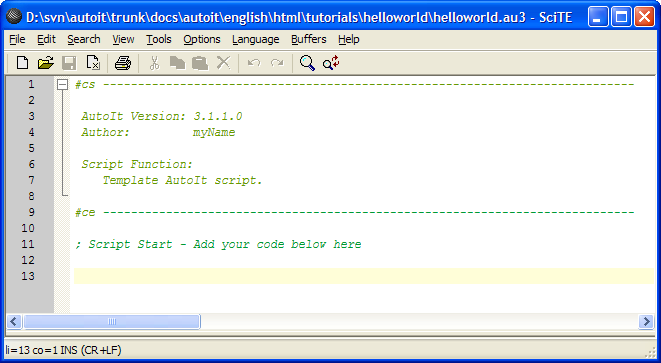 D:\svn\autoit\trunk\docs\autoit\english\html\tutorials\helloworld\helloworld.au3 - SciTE
File Edit Search View Tools Options Language Buffers Help
1 #cs ----------------------------------------------------------------------------
2
3 AutoIt Version: 3.1.1.0
4 Author: myName
5
6 Script Function:
7 Template AutoIt script.
8
9 #ce ----------------------------------------------------------------------------
10
11 ; Script Start - Add your code below here
12
13
li=13 co=1 INS (CR+LF)